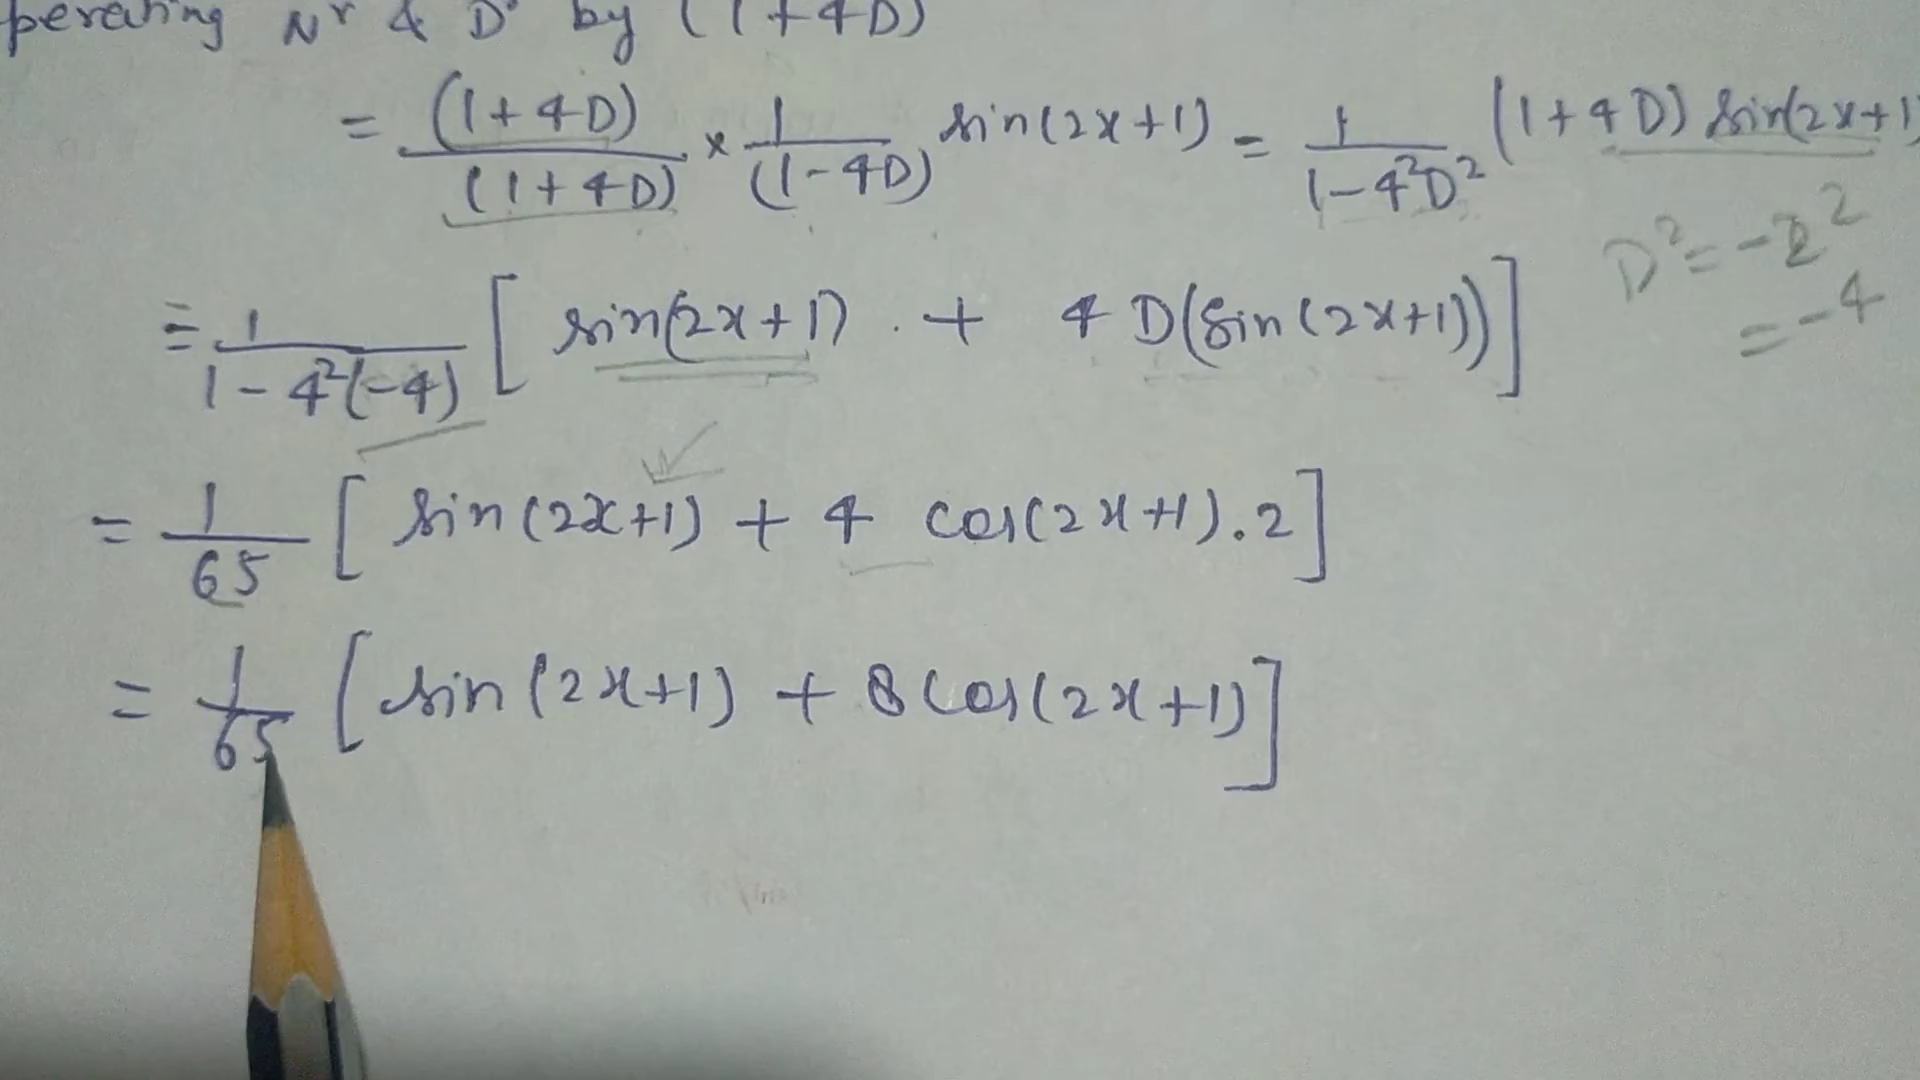 perating Nʳ & Dʳ by (1+4D)
= (1+4D)/(1+4D) × 1/(1-4D) sin(2x+1) = 1/(1-4²D²) (1+4D) sin(2x+1)
D² = -2²
= -4
= 1/(1-4²(-4)) [ sin(2x+1) . + 4 D(sin(2x+1)) ]
= 1/65 [ sin(2x+1) + 4 cos(2x+1).2 ]
= 1/65 [ sin(2x+1) + 8 cos(2x+1) ]